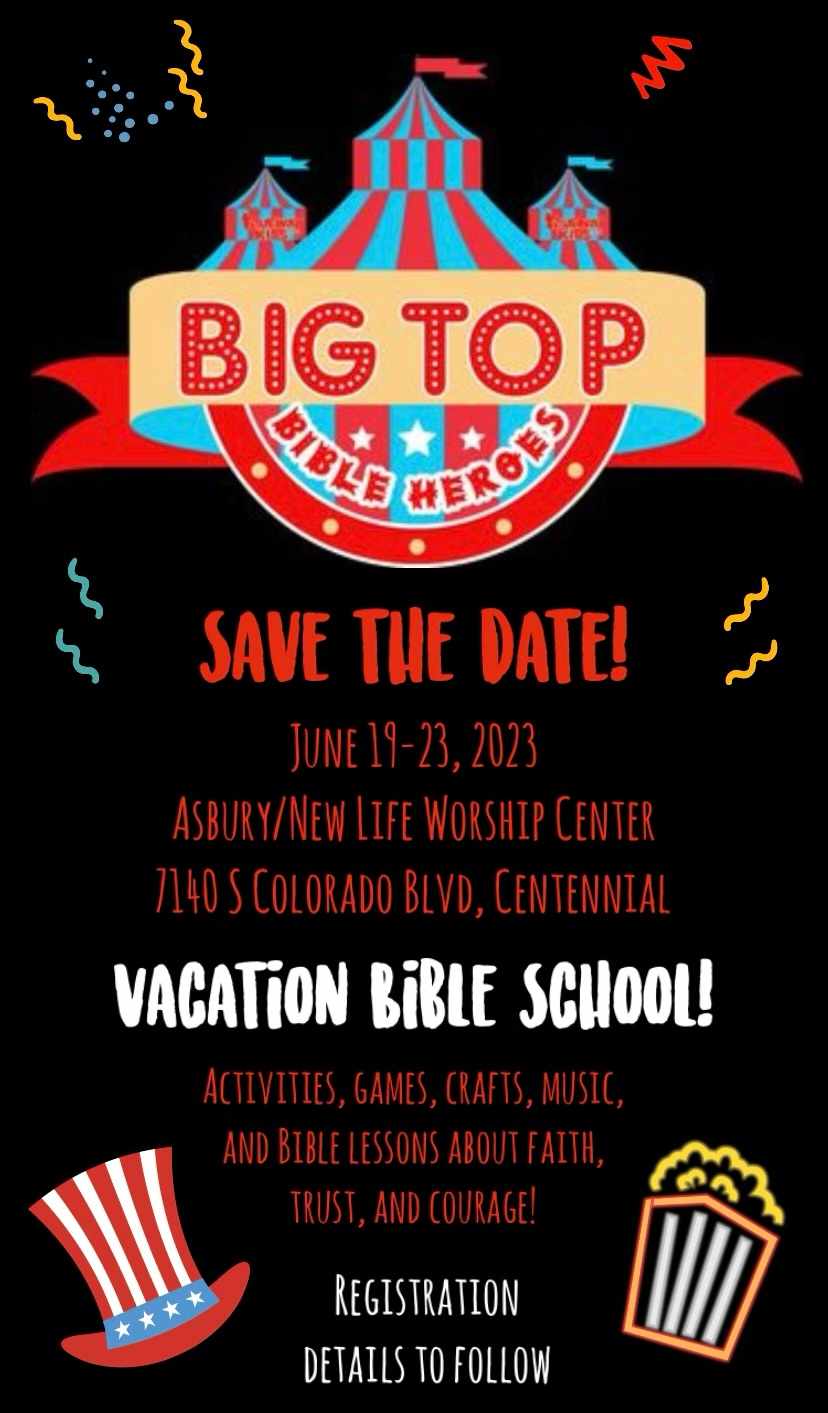 BIG TOP
BIBLE HEROES
SAVE THE DATE!
June 19-23, 2023
Asbury/New Life Worship Center
7140 S Colorado Blvd, Centennial
VACATION BIBLE SCHOOL!
Activities, games, crafts, music,
and Bible lessons about faith,
trust, and courage!
Registration
details to follow